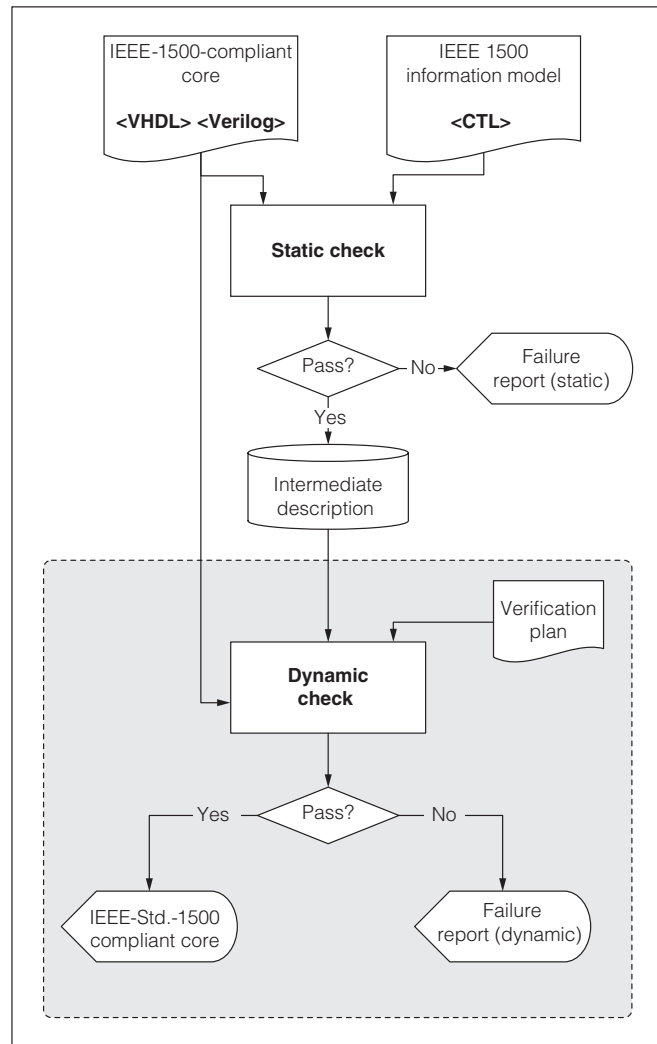 IEEE-1500-compliant
core
<VHDL> <Verilog>
IEEE 1500
information model
<CTL>
Static check
Pass?
No
Failure
report (static)
Yes
Intermediate
description
Verification
plan
Dynamic
check
Yes
Pass?
No
IEEE-Std.-1500
compliant core
Failure
report (dynamic)